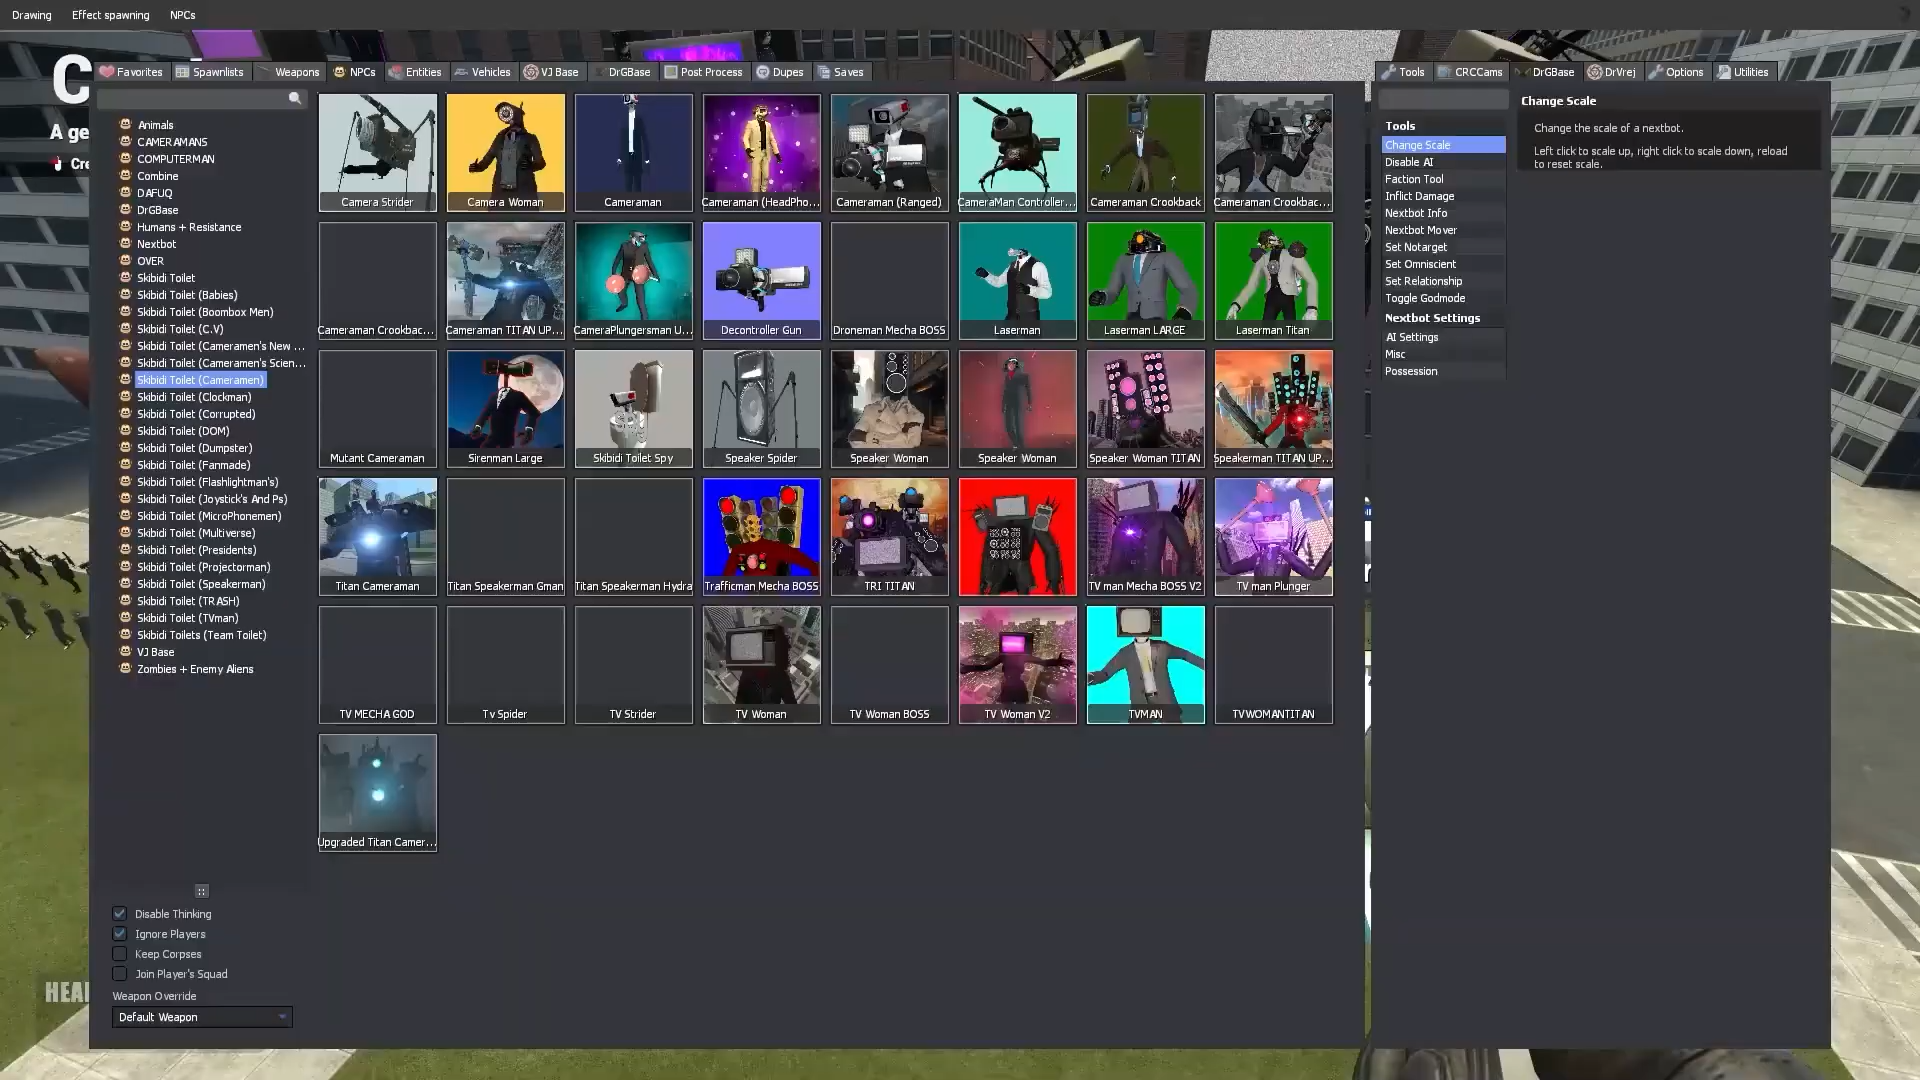 Drawing Effect spawning NPCs
C
A ge
Cre
HEAL
Favorites Spawnlists Weapons NPCs Entities Vehicles VJ Base DrGBase Post Process Dupes Saves
Animals
CAMERAMANS
COMPUTERMAN
Combine
DAFUQ
DrGBase
Humans + Resistance
Nextbot
OVER
Skibidi Toilet
Skibidi Toilet (Babies)
Skibidi Toilet (Boombox Men)
Skibidi Toilet (C.V)
Skibidi Toilet (Cameramen's New ...
Skibidi Toilet (Cameramen's Scien...
Skibidi Toilet (Cameramen)
Skibidi Toilet (Clockman)
Skibidi Toilet (Corrupted)
Skibidi Toilet (DOM)
Skibidi Toilet (Dumpster)
Skibidi Toilet (Fanmade)
Skibidi Toilet (Flashlightman's)
Skibidi Toilet (Joystick's And Ps)
Skibidi Toilet (MicroPhonemen)
Skibidi Toilet (Multiverse)
Skibidi Toilet (Presidents)
Skibidi Toilet (Projectorman)
Skibidi Toilet (Speakerman)
Skibidi Toilet (TRASH)
Skibidi Toilet (TVman)
Skibidi Toilets (Team Toilet)
VJ Base
Zombies + Enemy Aliens
Disable Thinking
Ignore Players
Keep Corpses
Join Player's Squad
Weapon Override
Default Weapon
Camera Strider Camera Woman Cameraman Cameraman (HeadPho... Cameraman (Ranged) CameraMan Controller... Cameraman Crookback Cameraman Crookbac...
Cameraman Crookbac... Cameraman TITAN UP... CameraPlungersman U... Decontroller Gun Droneman Mecha BOSS Laserman Laserman LARGE Laserman Titan
Mutant Cameraman Sirenman Large Skibidi Toilet Spy Speaker Spider Speaker Woman Speaker Woman Speaker Woman TITAN Speakerman TITAN UP...
Titan Cameraman Titan Speakerman Gman Titan Speakerman Hydra Trafficman Mecha BOSS TRI TITAN TV man Mecha BOSS V2 TV man Plunger
TV MECHA GOD Tv Spider TV Strider TV Woman TV Woman BOSS TV Woman V2 TVMAN TVWOMANTITAN
Upgraded Titan Camer...
Tools CRCCams DrGBase DrVrej Options Utilities
Tools
Change Scale
Disable AI
Faction Tool
Inflict Damage
Nextbot Info
Nextbot Mover
Set Notarget
Set Omniscient
Set Relationship
Toggle Godmode
Nextbot Settings
AI Settings
Misc
Possession
Change Scale
Change the scale of a nextbot.
Left click to scale up, right click to scale down, reload
to reset scale.